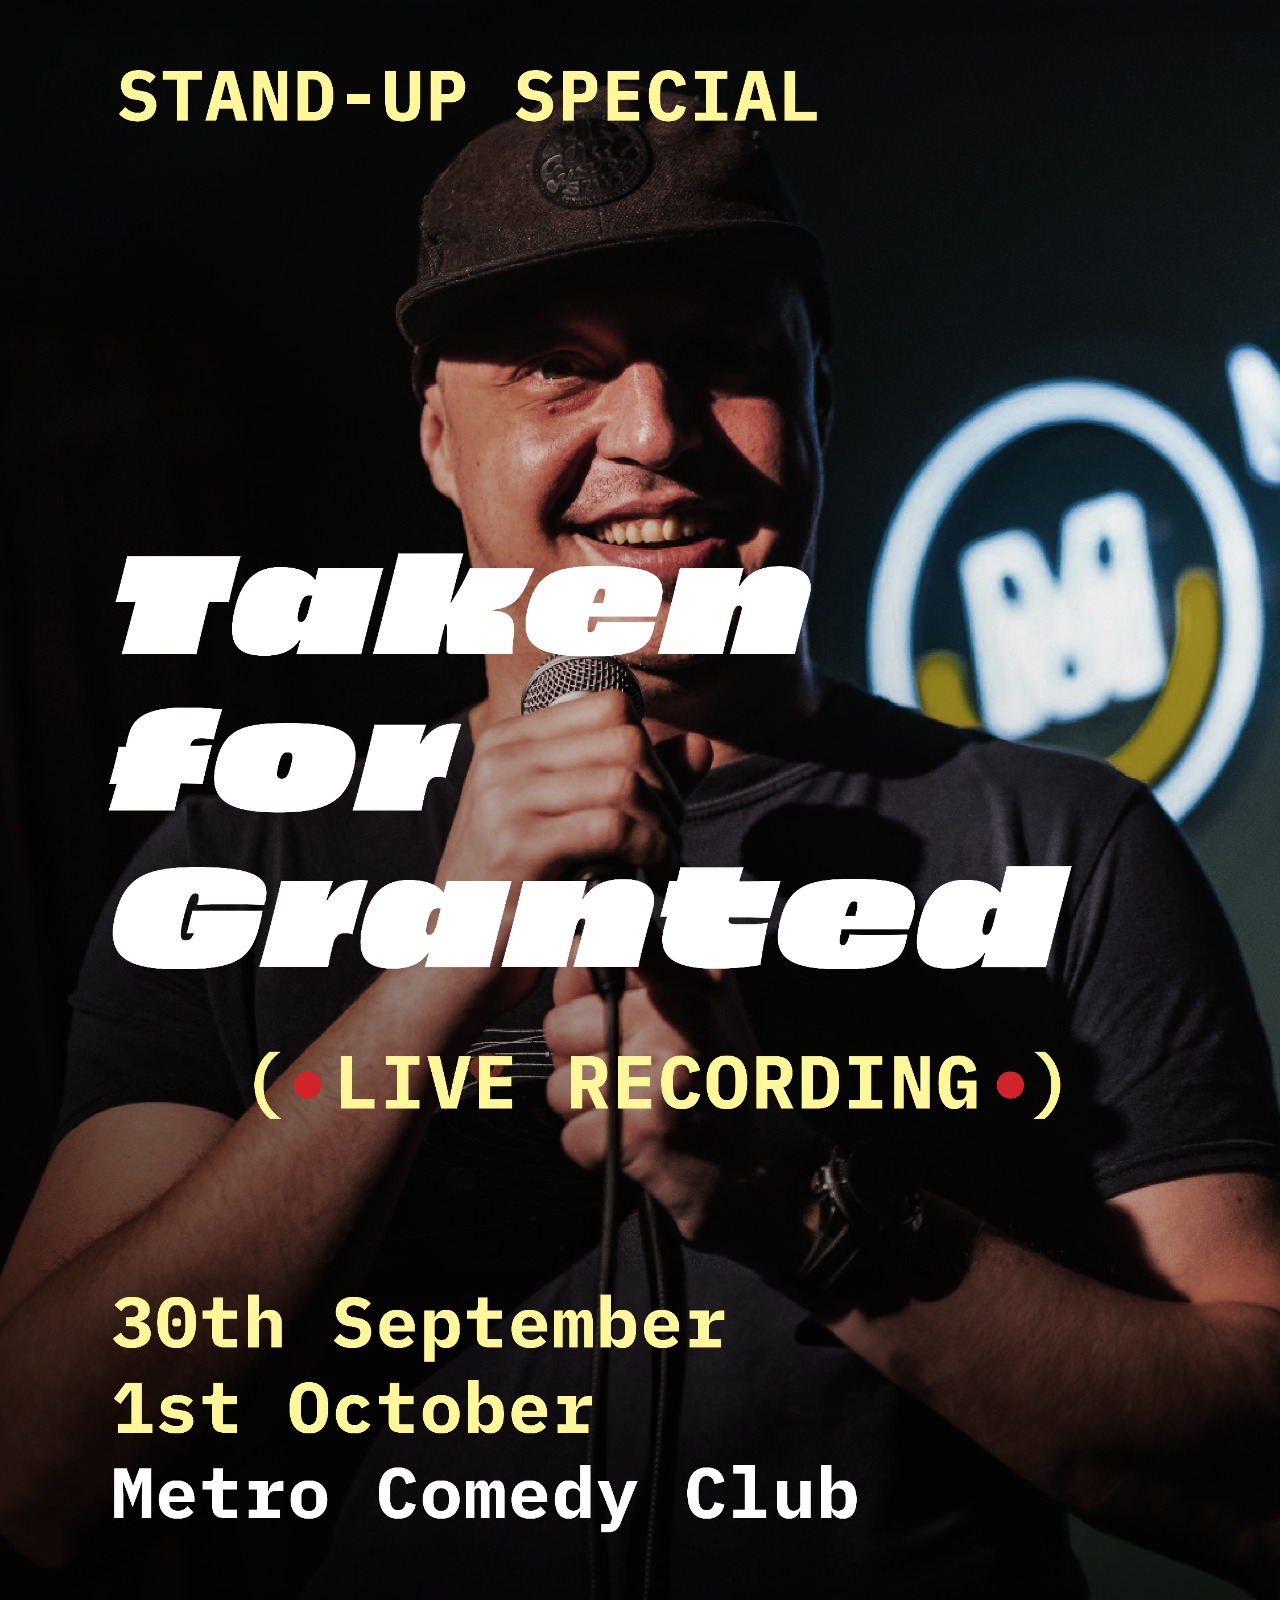 STAND-UP SPECIAL
Taken
for
Granted
(•LIVE RECORDING•)
30th September
1st October
Metro Comedy Club
M